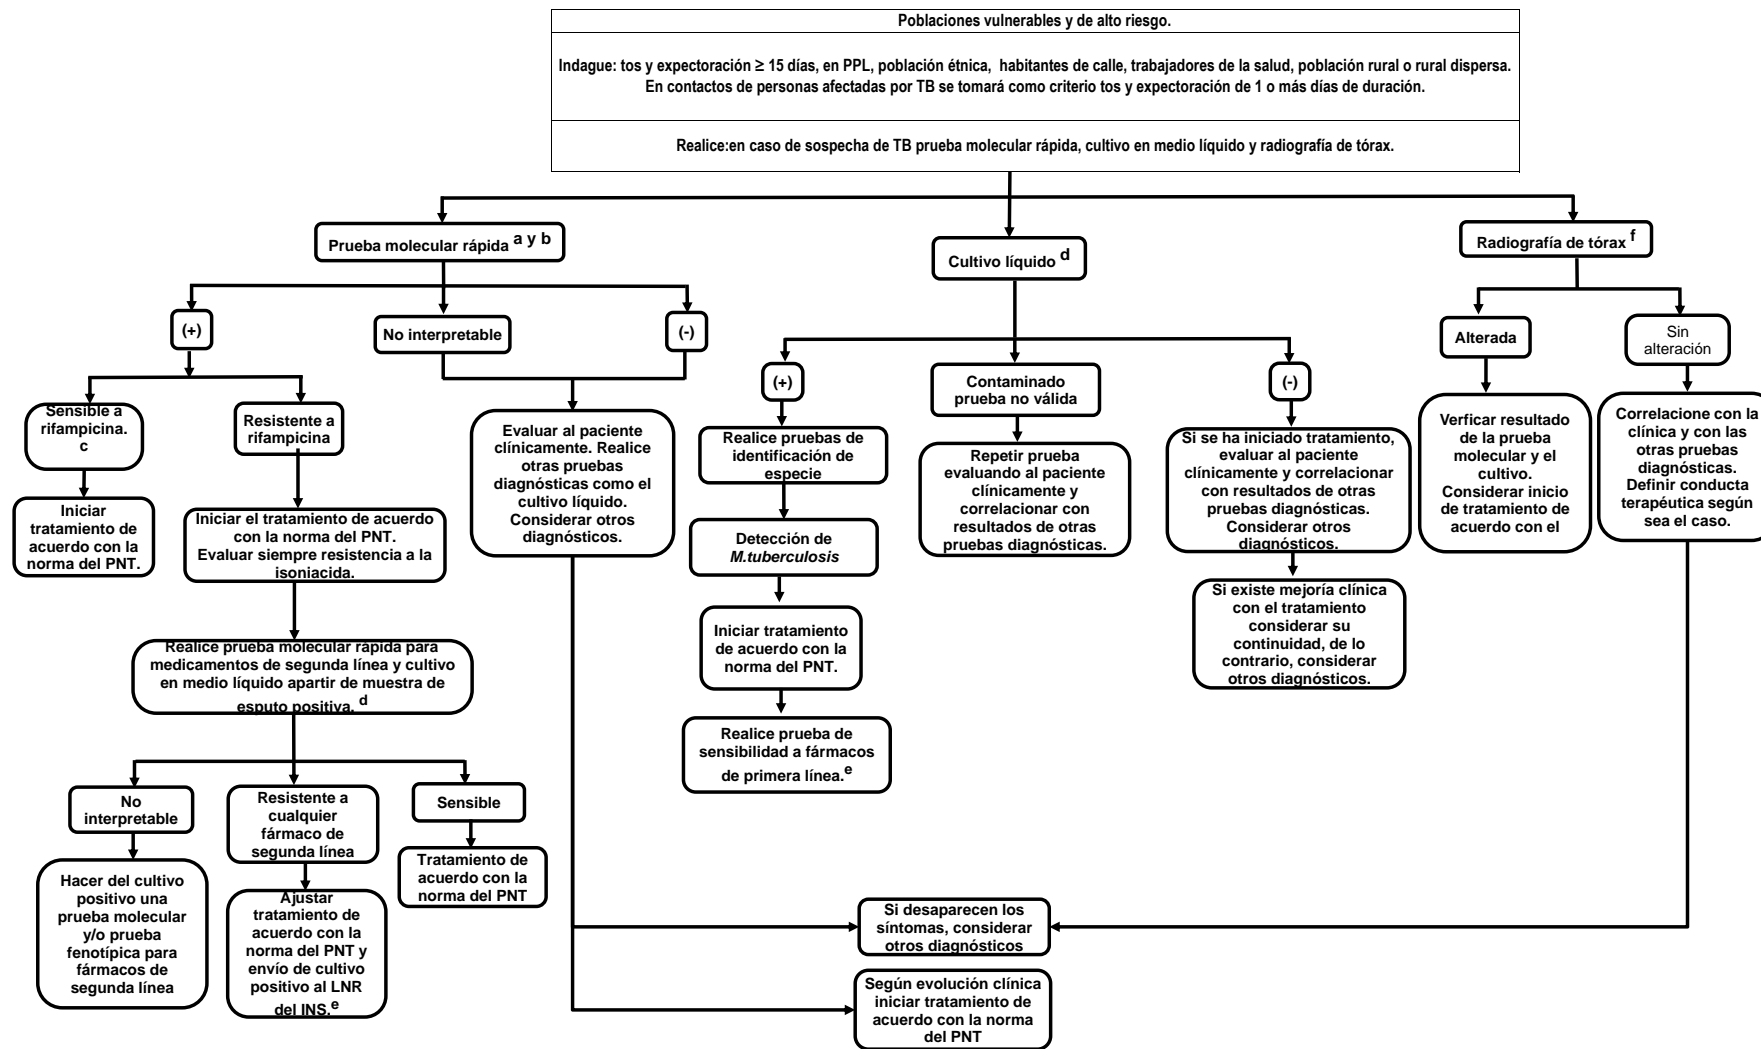 Poblaciones vulnerables y de alto riesgo.
Indague: tos y expectoración ≥ 15 días, en PPL, población étnica, habitantes de calle, trabajadores de la salud, población rural o rural dispersa.
En contactos de personas afectadas por TB se tomará como criterio tos y expectoración de 1 o más días de duración.
Realice:en caso de sospecha de TB prueba molecular rápida, cultivo en medio líquido y radiografía de tórax.
Prueba molecular rápida a y b
Cultivo líquido d
Radiografía de tórax f
(+)
No interpretable
(-)
Sensible a
rifampicina.
c
Resistente a
rifampicina
Iniciar
tratamiento de
acuerdo con la
norma del PNT.
Iniciar el tratamiento de acuerdo
con la norma del PNT.
Evaluar siempre resistencia a la
isoniacida.
Realice prueba molecular rápida para
medicamentos de segunda línea y cultivo
en medio líquido apartir de muestra de
esputo positiva. d
No
interpretable
Resistente a
cualquier
fármaco de
segunda línea
Sensible
Hacer del cultivo
positivo una
prueba molecular
y/o prueba
fenotípica para
fármacos de
segunda línea
Ajustar
tratamiento de
acuerdo con la
norma del PNT y
envío de cultivo
positivo al LNR
del INS.e
Tratamiento de
acuerdo con la
norma del PNT
Evaluar al paciente
clínicamente. Realice
otras pruebas
diagnósticas como el
cultivo líquido.
Considerar otros
diagnósticos.
(+)
Contaminado
prueba no válida
(-)
Realice pruebas de
identificación de
especie
Detección de
M.tuberculosis
Iniciar tratamiento
de acuerdo con la
norma del PNT.
Realice prueba de
sensibilidad a fármacos
de primera línea.e
Repetir prueba
evaluando al paciente
clínicamente y
correlacionar con
resultados de otras
pruebas diagnósticas.
Si se ha iniciado tratamiento,
evaluar al paciente
clínicamente y correlacionar
con resultados de otras
pruebas diagnósticas.
Considerar otros
diagnósticos.
Si existe mejoría clínica
con el tratamiento
considerar su
continuidad, de lo
contrario, considerar
otros diagnósticos.
Alterada
Sin
alteración
Verficar resultado
de la prueba
molecular y el
cultivo.
Considerar inicio
de tratamiento de
acuerdo con el
Correlacione con la
clínica y con las
otras pruebas
diagnósticas.
Definir conducta
terapéutica según
sea el caso.
Si desaparecen los
síntomas, considerar
otros diagnósticos
Según evolución clínica
iniciar tratamiento de
acuerdo con la norma
del PNT